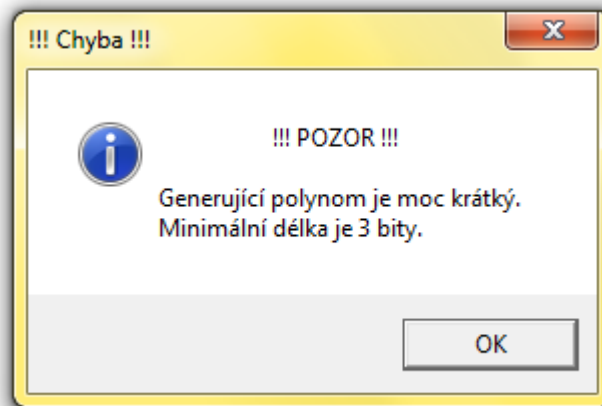 !!! Chyba !!!
!!! POZOR !!!
Generující polynom je moc krátký.
Minimální délka je 3 bity.
OK